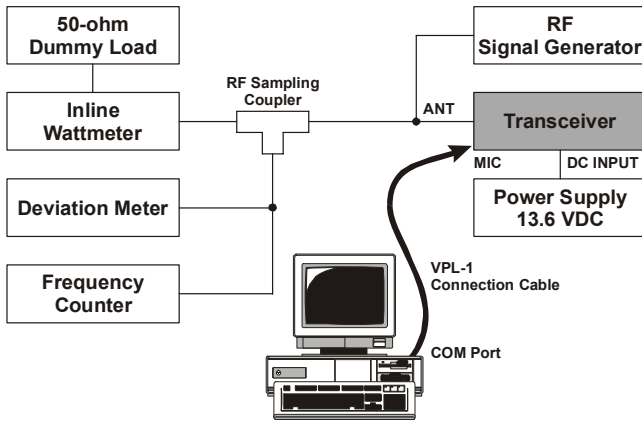 50-ohm
Dummy Load
RF
Signal Generator
RF Sampling
Coupler
ANT
Inline
Wattmeter
Transceiver
MIC
DC INPUT
Deviation Meter
Power Supply
13.6 VDC
Frequency
Counter
VPL-1
Connection Cable
COM Port